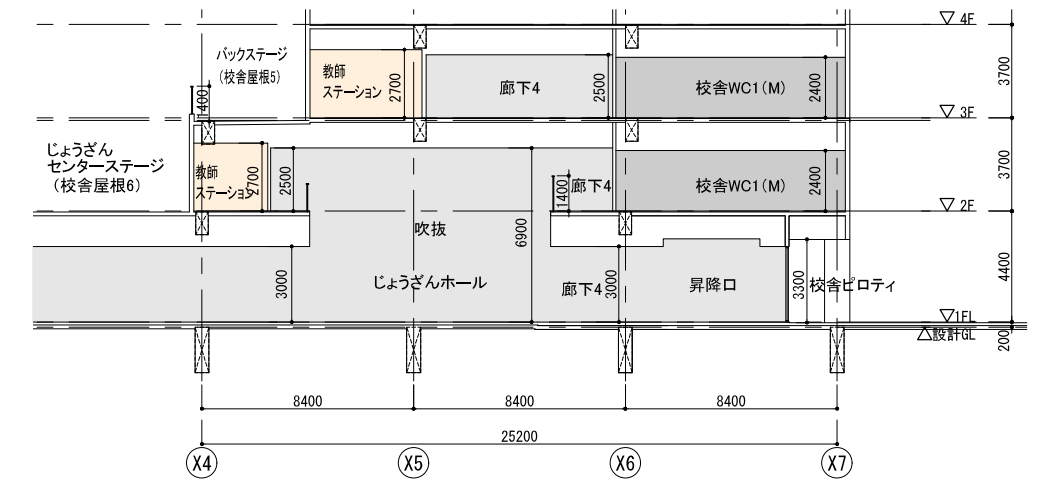 ▽ 4F
バックステージ
(校舎屋根5)
教師
ステーション
2700
廊下4
2500
校舎WC1(M)
2400
3700
1400
▽ 3F
じょうざん
センターステージ
(校舎屋根6)
教師
ステーション
2700
2500
1400
廊下4
校舎WC1(M)
2400
3700
▽ 2F
吹抜
6900
3000
じょうざんホール
廊下4
3000
昇降口
3300
校舎ピロティ
4400
▽1FL
△設計GL
200
8400
8400
8400
25200
X4
X5
X6
X7